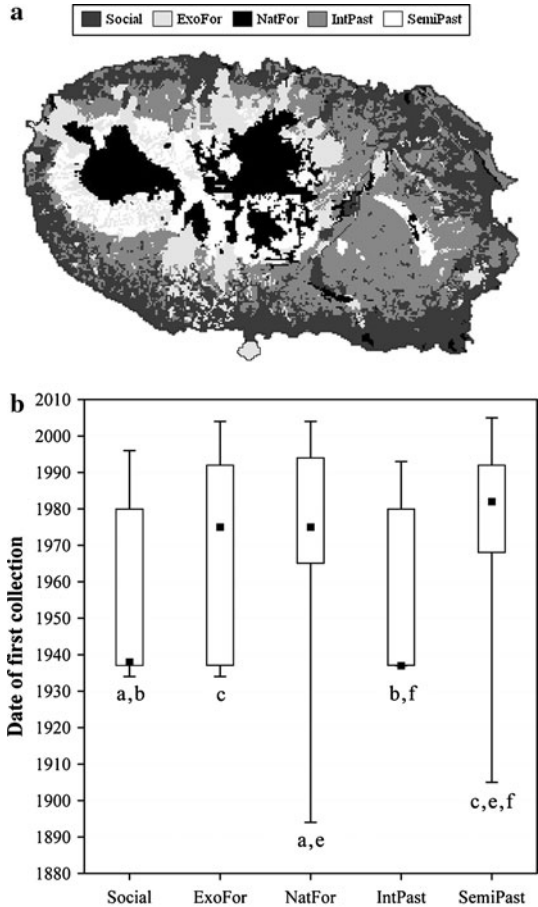 a
Social ExoFor NatFor IntPast SemiPast
b
2010
2000
1990
1980
1970
1960
1950
1940
1930
1920
1910
1900
1890
1880
Date of first collection
a,b
c
a,e
b,f
c,e,f
Social ExoFor NatFor IntPast SemiPast